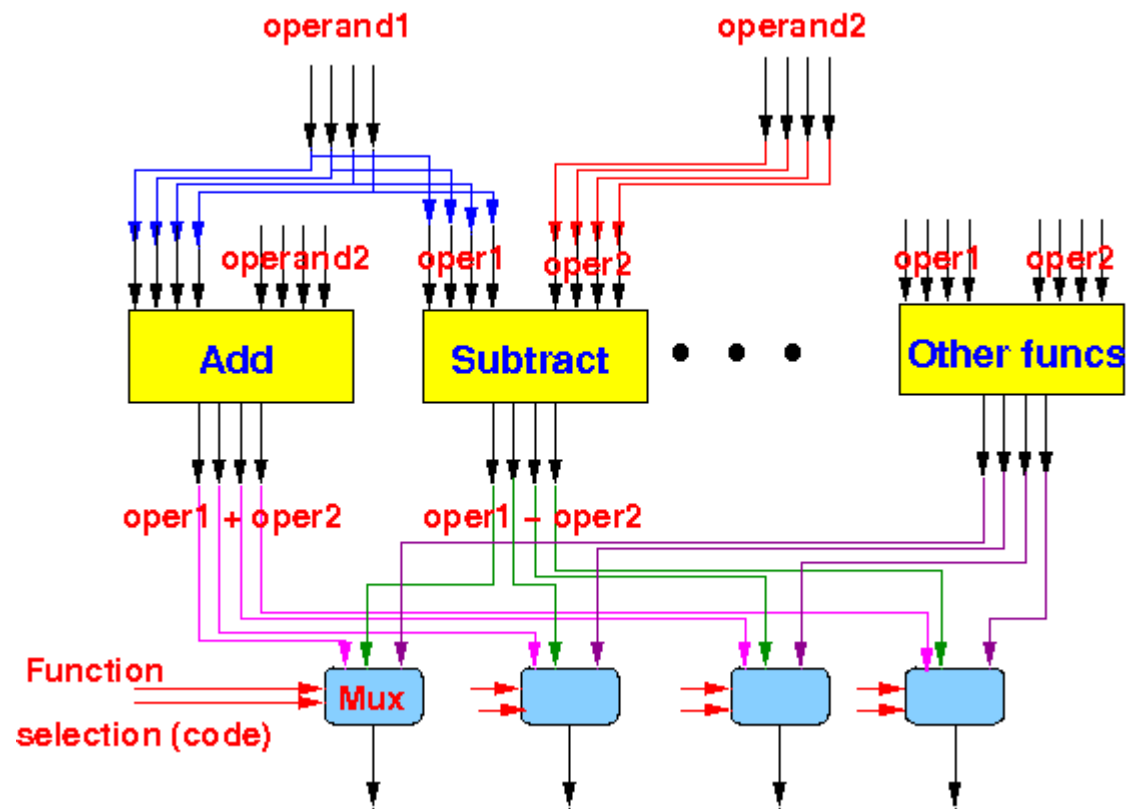 operand1
operand2
operand2
oper1
oper2
oper1
oper2
Add
Subtract
Other funcs
oper1 + oper2
oper1 − oper2
Function
selection (code)
Mux